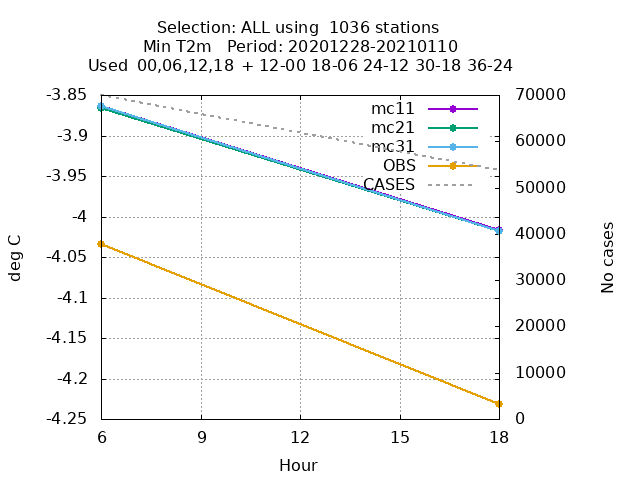 Selection: ALL using  1036 stations
Min T2m   Period: 20201228-20210110
Used  00,06,12,18 + 12-00 18-06 24-12 30-18 36-24
-3.85
-3.9
-3.95
-4
-4.05
-4.1
-4.15
-4.2
-4.25
deg C
mc11
mc21
mc31
OBS
CASES
70000
60000
50000
40000
30000
20000
10000
0
No cases
6 9 12 15 18
Hour